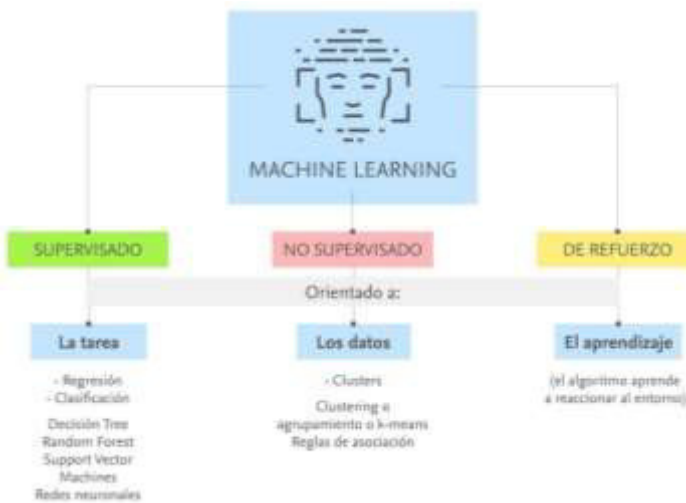 MACHINE LEARNING
SUPERVISADO
NO SUPERVISADO
DE REFUERZO
Orientado a:
La tarea
- Regresión
- Clasificación
Decisión Tree
Random Forest
Support Vector
Machines
Redes neuronales
Los datos
- Clusters
Clustering o
agrupamiento o k-means
Reglas de asociación
El aprendizaje
(el algoritmo aprende
a reaccionar al entorno)